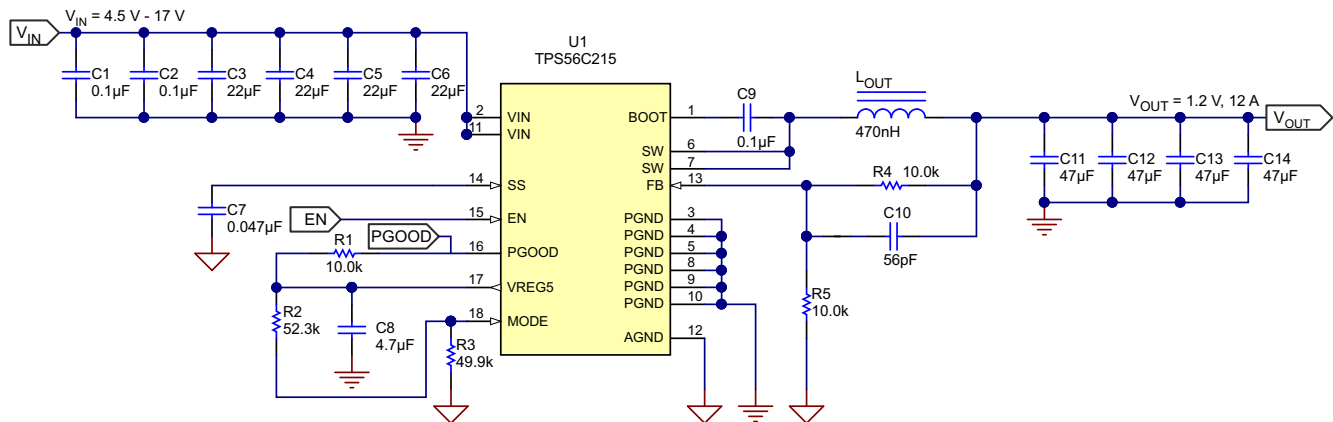 V_IN
V_IN = 4.5 V - 17 V
C1
0.1µF
C2
0.1µF
C3
22µF
C4
22µF
C5
22µF
C6
22µF
U1
TPS56C215
2
VIN
11
VIN
14
SS
15
EN
16
PGOOD
17
VREG5
18
MODE
BOOT
1
SW
6
SW
7
FB
13
PGND
3
PGND
4
PGND
5
PGND
8
PGND
9
PGND
10
AGND
12
C7
0.047µF
EN
PGOOD
R1
10.0k
R2
52.3k
C8
4.7µF
R3
49.9k
C9
0.1µF
L_OUT
470nH
R4 10.0k
C10
56pF
R5
10.0k
V_OUT = 1.2 V, 12 A
V_OUT
C11
47µF
C12
47µF
C13
47µF
C14
47µF